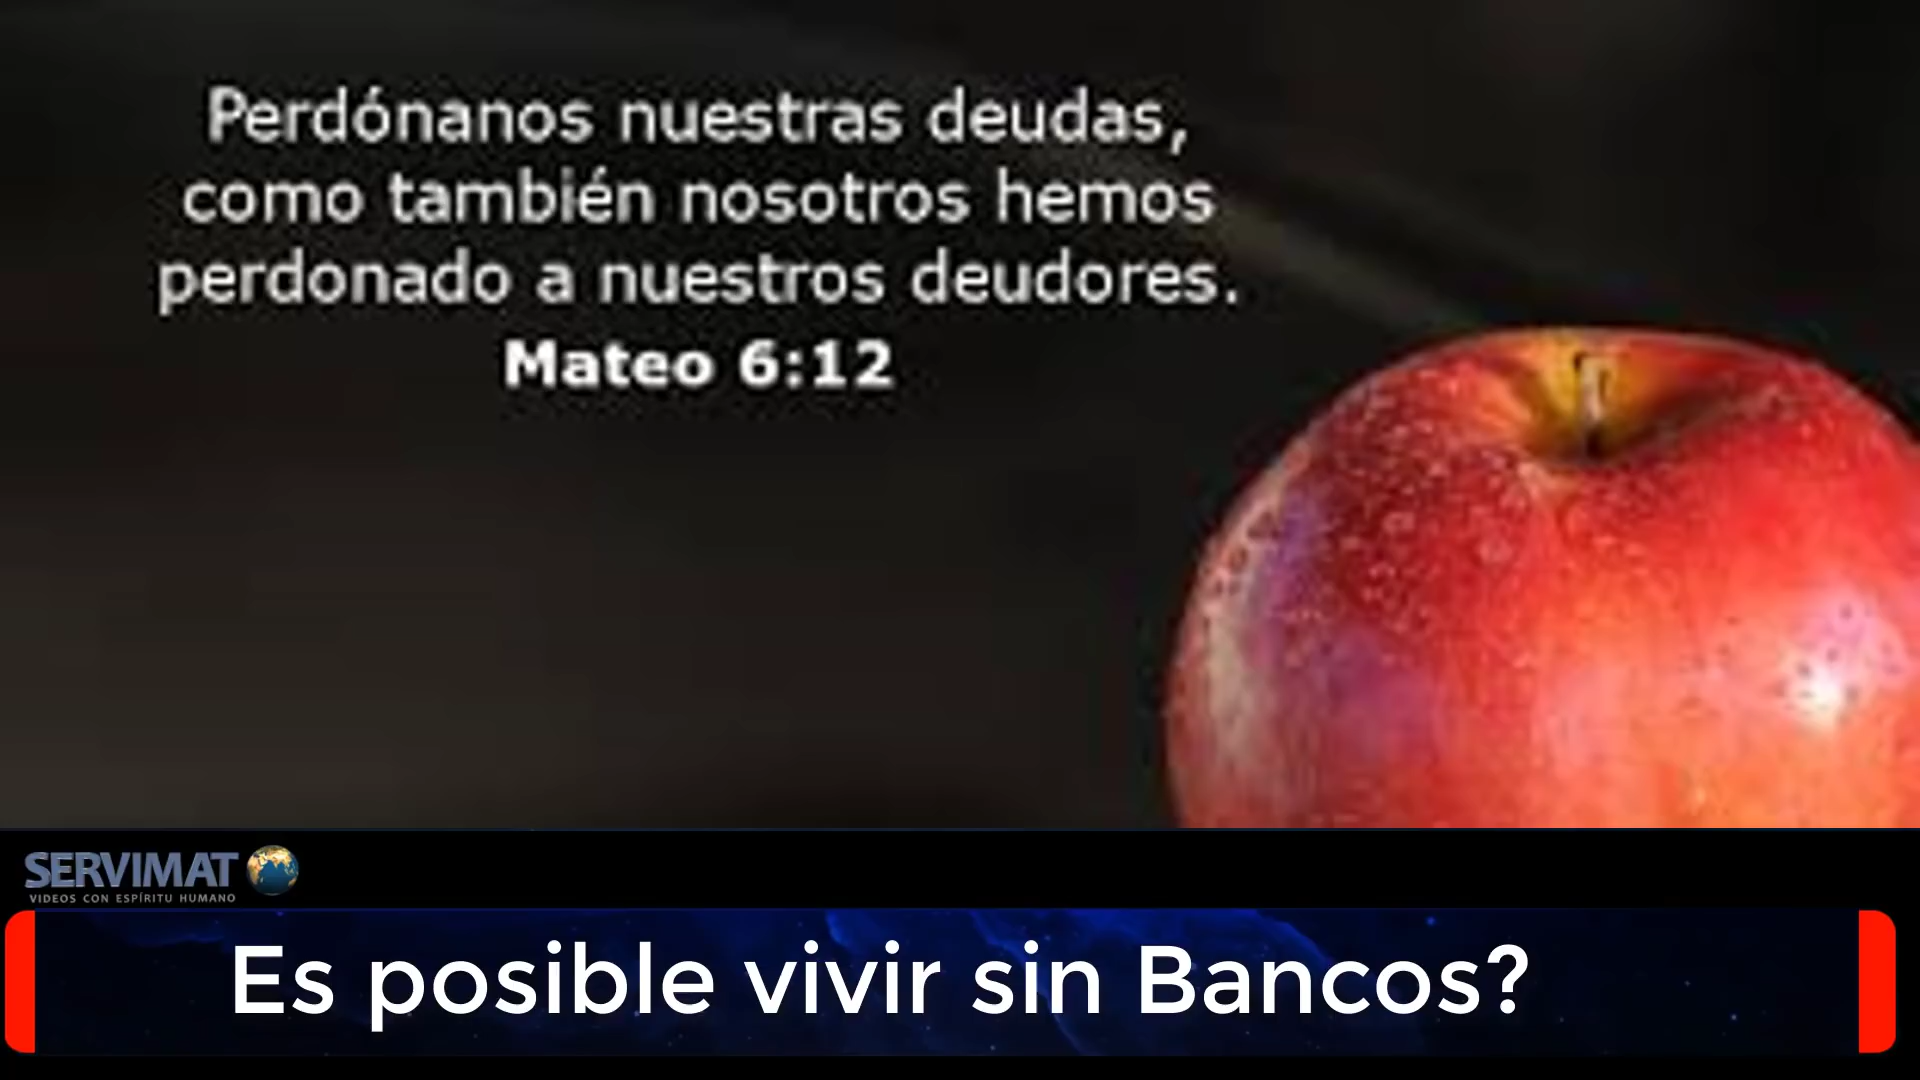 Perdónanos nuestras deudas,
como también nosotros hemos
perdonado a nuestros deudores.
Mateo 6:12
SERVIMAT
VIDEOS CON ESPÍRITU HUMANO
Es posible vivir sin Bancos?